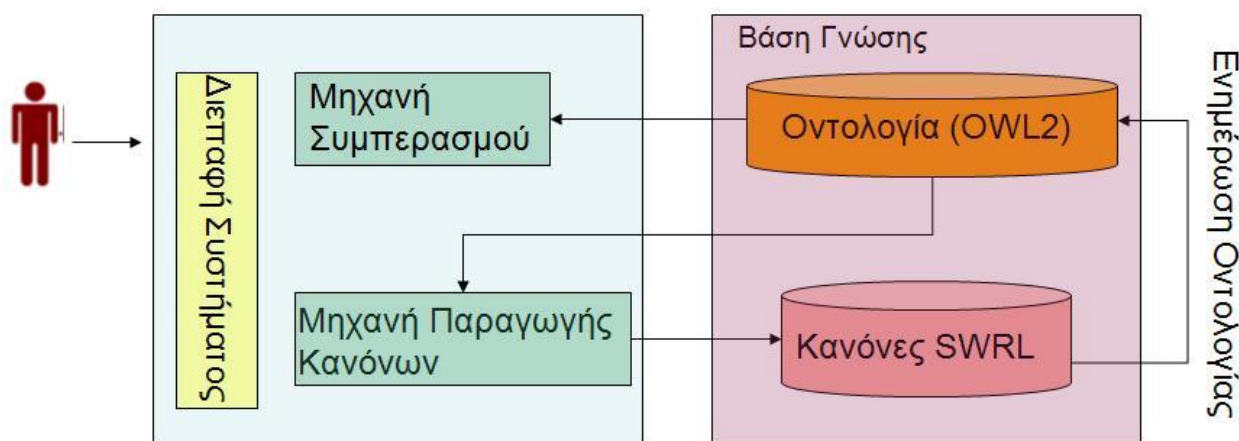 Διεπαφή Συστήματος
Μηχανή
Συμπερασμού
Μηχανή Παραγωγής
Κανόνων
Βάση Γνώσης
Οντολογία (OWL2)
Κανόνες SWRL
Ενημέρωση Οντολογίας